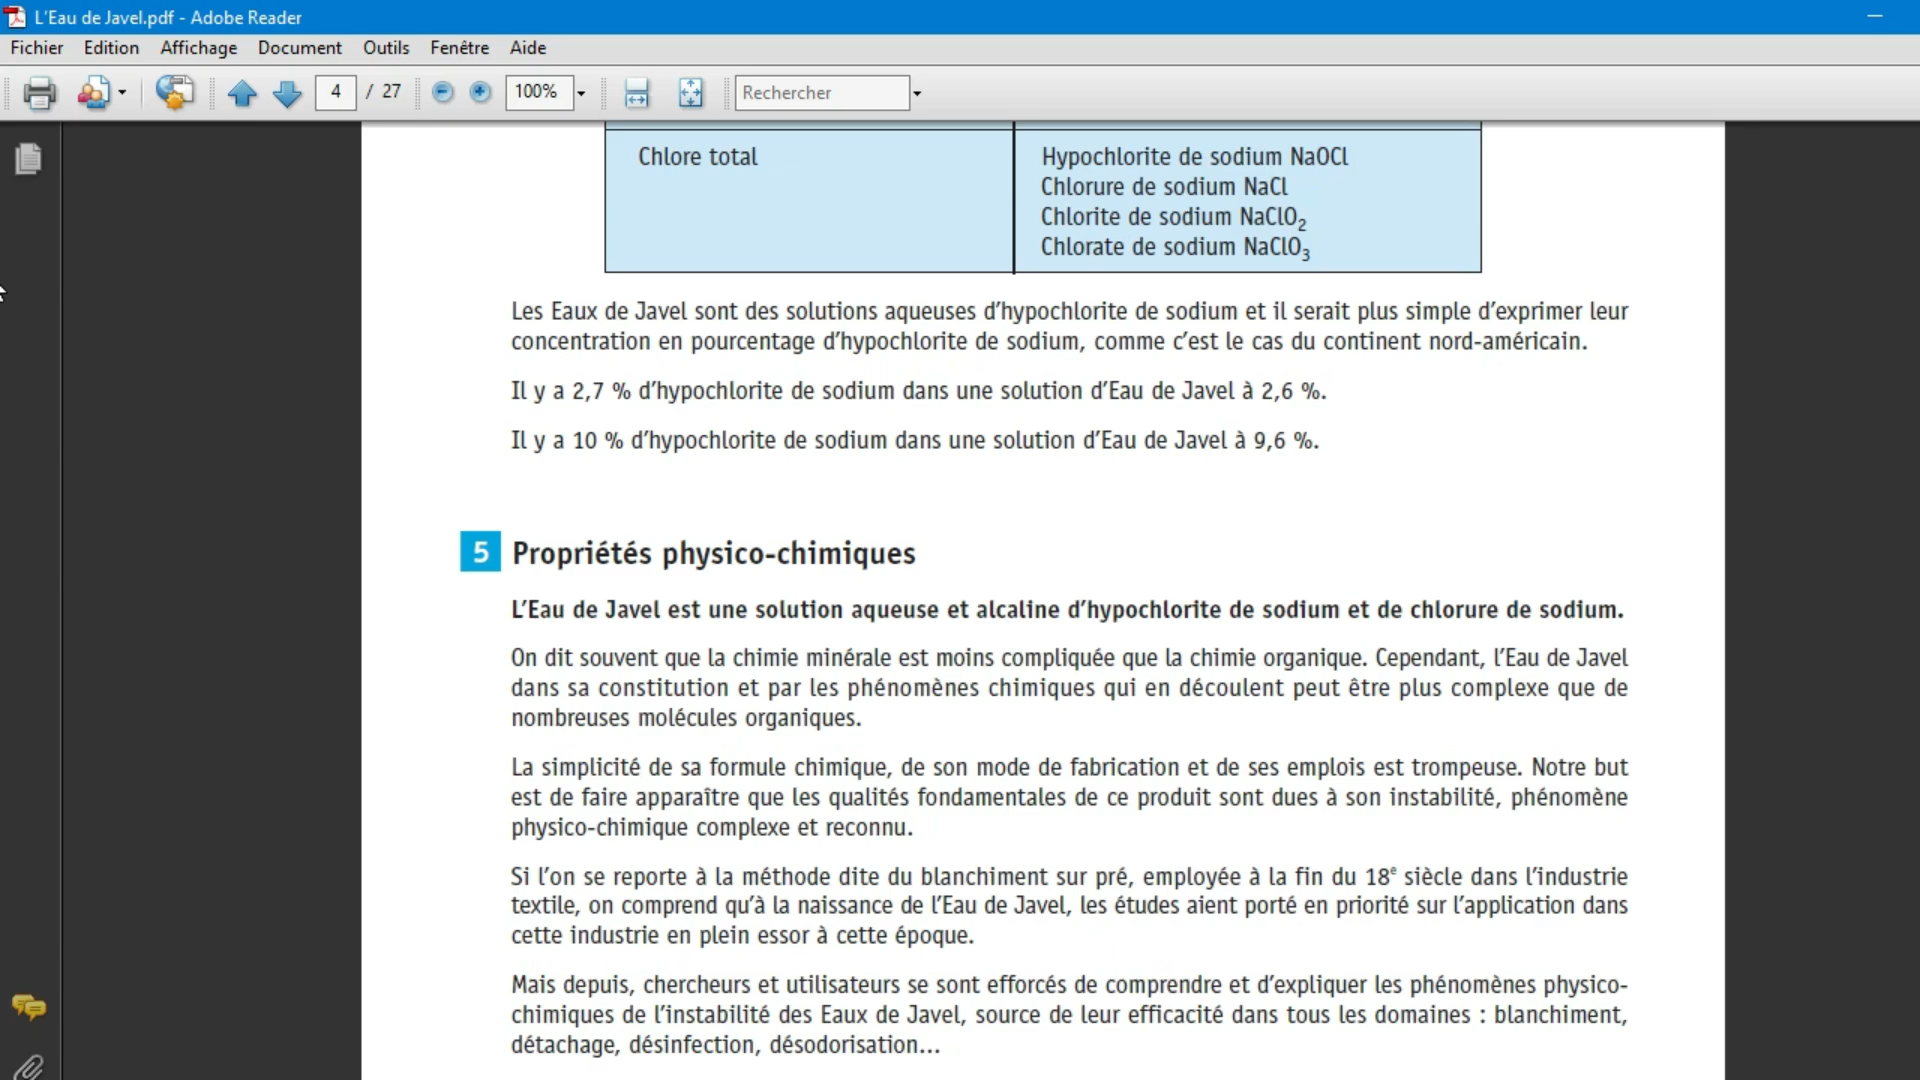 L'Eau de Javel.pdf - Adobe Reader
Fichier Edition Affichage Document Outils Fenêtre Aide
4 / 27 100% Rechercher
Chlore total
Hypochlorite de sodium NaOCl
Chlorure de sodium NaCl
Chlorite de sodium NaClO₂
Chlorate de sodium NaClO₃
Les Eaux de Javel sont des solutions aqueuses d'hypochlorite de sodium et il serait plus simple d'exprimer leur
concentration en pourcentage d'hypochlorite de sodium, comme c'est le cas du continent nord-américain.
Il y a 2,7 % d'hypochlorite de sodium dans une solution d'Eau de Javel à 2,6 %.
Il y a 10 % d'hypochlorite de sodium dans une solution d'Eau de Javel à 9,6 %.
5 Propriétés physico-chimiques
L'Eau de Javel est une solution aqueuse et alcaline d'hypochlorite de sodium et de chlorure de sodium.
On dit souvent que la chimie minérale est moins compliquée que la chimie organique. Cependant, l'Eau de Javel
dans sa constitution et par les phénomènes chimiques qui en découlent peut être plus complexe que de
nombreuses molécules organiques.
La simplicité de sa formule chimique, de son mode de fabrication et de ses emplois est trompeuse. Notre but
est de faire apparaître que les qualités fondamentales de ce produit sont dues à son instabilité, phénomène
physico-chimique complexe et reconnu.
Si l'on se reporte à la méthode dite du blanchiment sur pré, employée à la fin du 18ᵉ siècle dans l'industrie
textile, on comprend qu'à la naissance de l'Eau de Javel, les études aient porté en priorité sur l'application dans
cette industrie en plein essor à cette époque.
Mais depuis, chercheurs et utilisateurs se sont efforcés de comprendre et d'expliquer les phénomènes physico-
chimiques de l'instabilité des Eaux de Javel, source de leur efficacité dans tous les domaines : blanchiment,
détachage, désinfection, désodorisation...